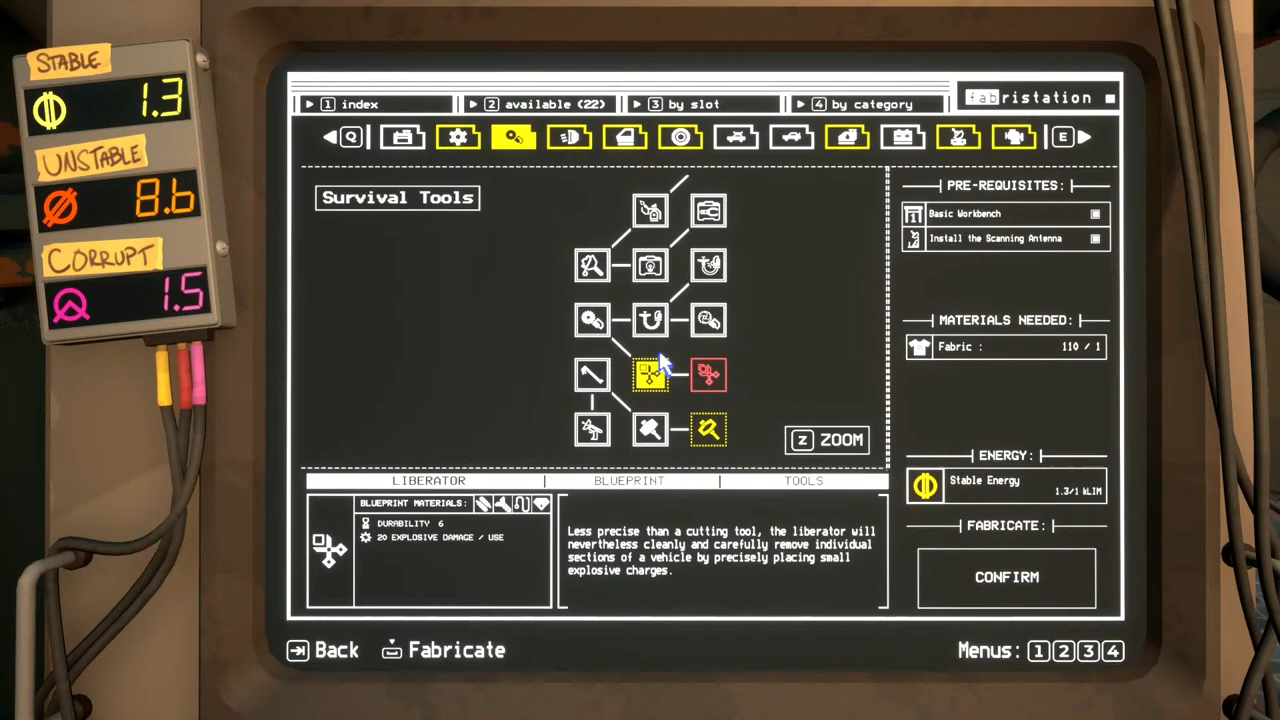 STABLE
1.3
UNSTABLE
8.6
CORRUPT
1.5
1 index
2 available (22)
3 by slot
4 by category
fabristation
Q
E
Survival Tools
Z ZOOM
PRE-REQUISITES:
Basic Workbench
Install the Scanning Antenna
MATERIALS NEEDED:
Fabric : 110 / 1
ENERGY:
Stable Energy
1.3/1 kLIM
FABRICATE:
CONFIRM
LIBERATOR
BLUEPRINT
TOOLS
BLUEPRINT MATERIALS:
DURABILITY 6
20 EXPLOSIVE DAMAGE / USE
Less precise than a cutting tool, the liberator will
nevertheless cleanly and carefully remove individual
sections of a vehicle by precisely placing small
explosive charges.
Back
Fabricate
Menus: 1 2 3 4